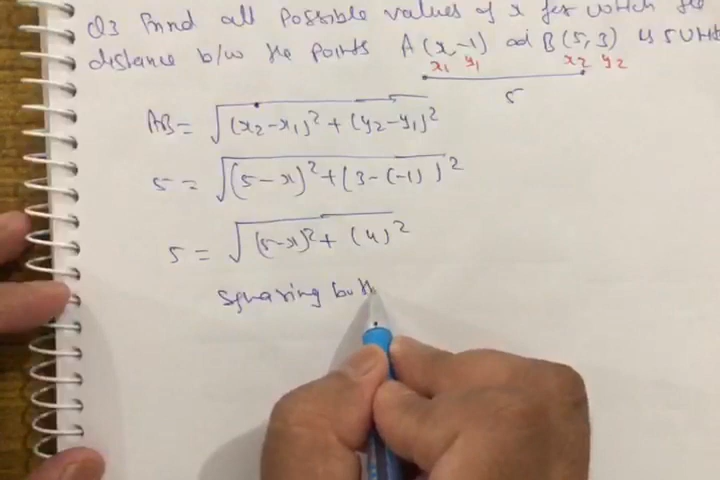 Q3 Find all possible values of x for which the
distance b/w the points A(x,-1) and B(5,3) is 5 units
x₁ y₁ x₂ y₂
5
AB = √(x₂-x₁)² + (y₂-y₁)²
5 = √(5-x)² + (3-(-1))²
5 = √(5-x)² + (4)²
Squaring both